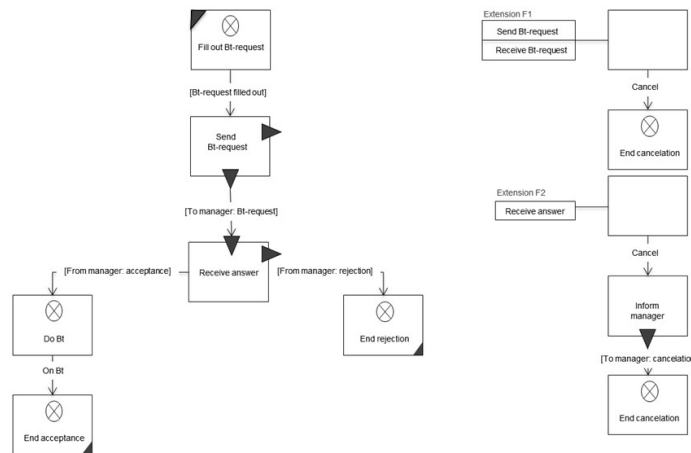 Fill out Bt-request
[Bt-request filled out]
Send
Bt-request
[To manager: Bt-request]
Receive answer
[From manager: acceptance]
[From manager: rejection]
Do Bt
End rejection
On Bt
End acceptance
Extension F1
Send Bt-request
Receive Bt-request
Cancel
End cancelation
Extension F2
Receive answer
Cancel
Inform
manager
[To manager: cancelatio
End cancelation